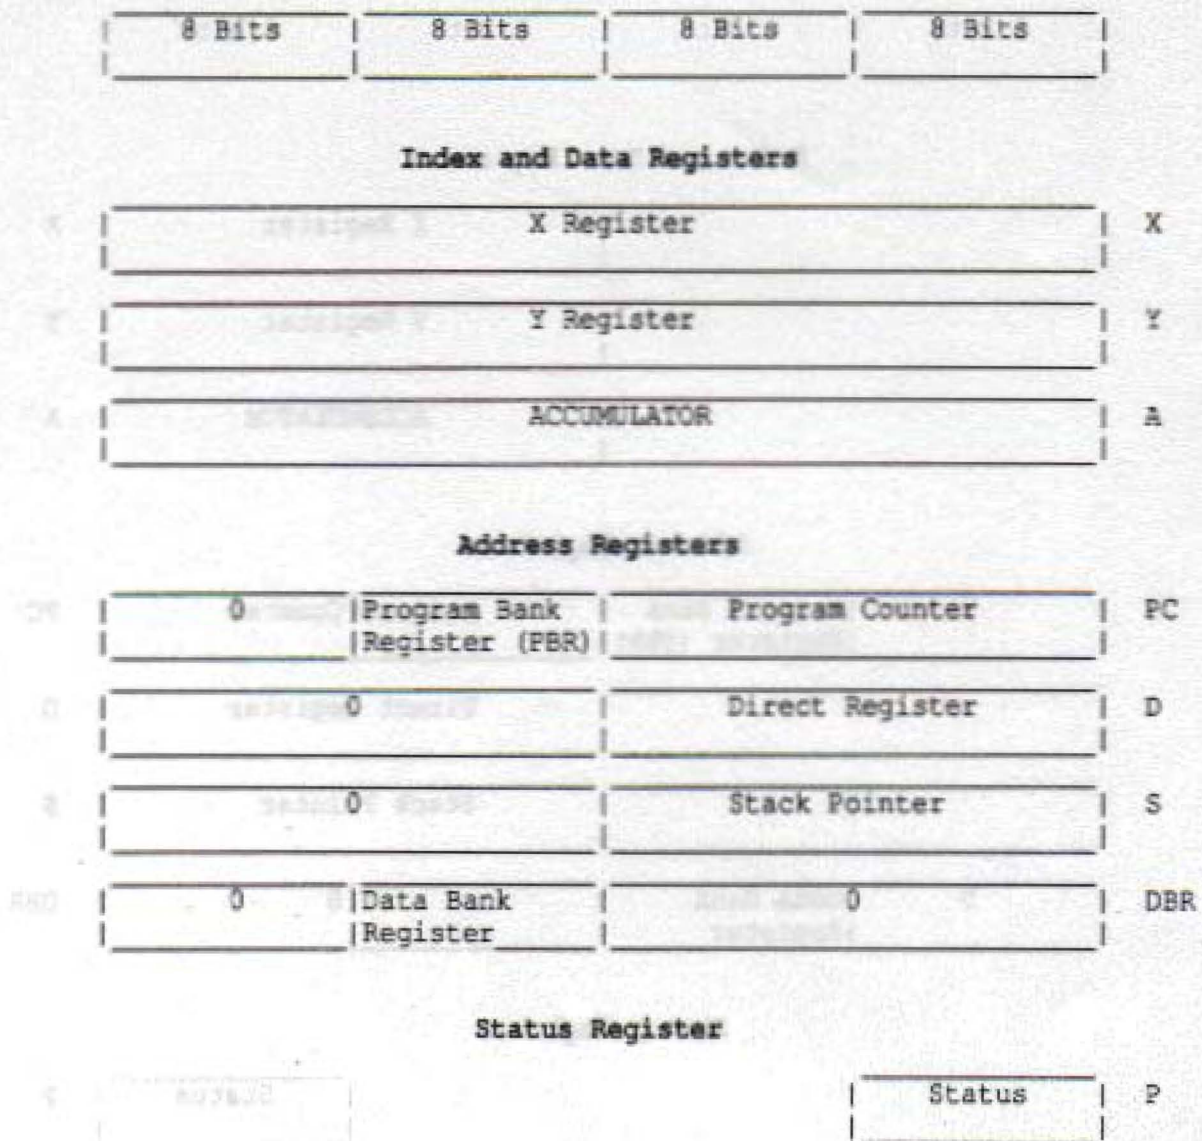 8 Bits 8 Bits 8 Bits 8 Bits
Index and Data Registers
X Register X
Y Register Y
ACCUMULATOR A
Address Registers
0 Program Bank Program Counter PC
Register (PBR)
0 Direct Register D
0 Stack Pointer S
0 Data Bank 0 DBR
Register
Status Register
Status P